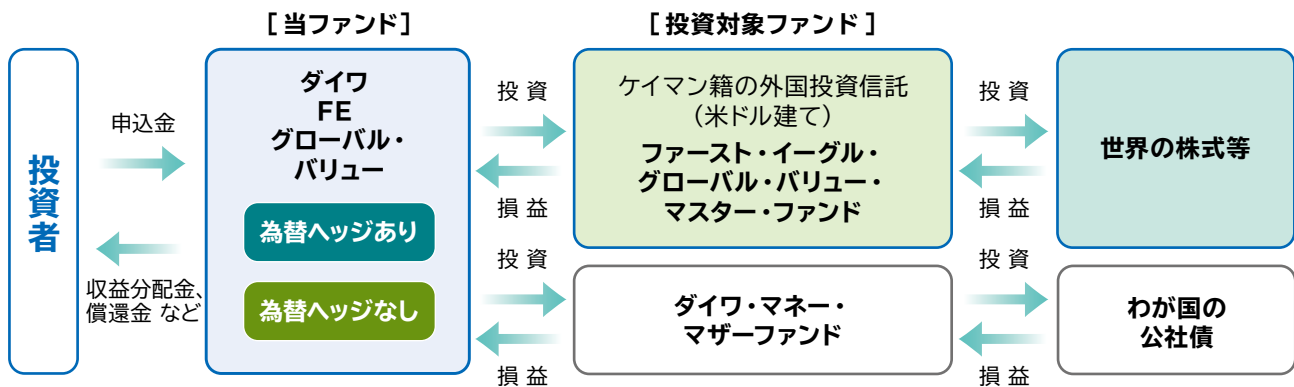 [ 当ファンド]
[ 投資対象ファンド ]
投資者
申込金
収益分配金、
償還金 など
ダイワ
FE
グローバル・
バリュー
為替ヘッジあり
為替ヘッジなし
投 資
損 益
投 資
損 益
ケイマン籍の外国投資信託
（米ドル建て）
ファースト・イーグル・
グローバル・バリュー・
マスター・ファンド
ダイワ・マネー・
マザーファンド
投 資
損 益
投 資
損 益
世界の株式等
わが国の
公社債